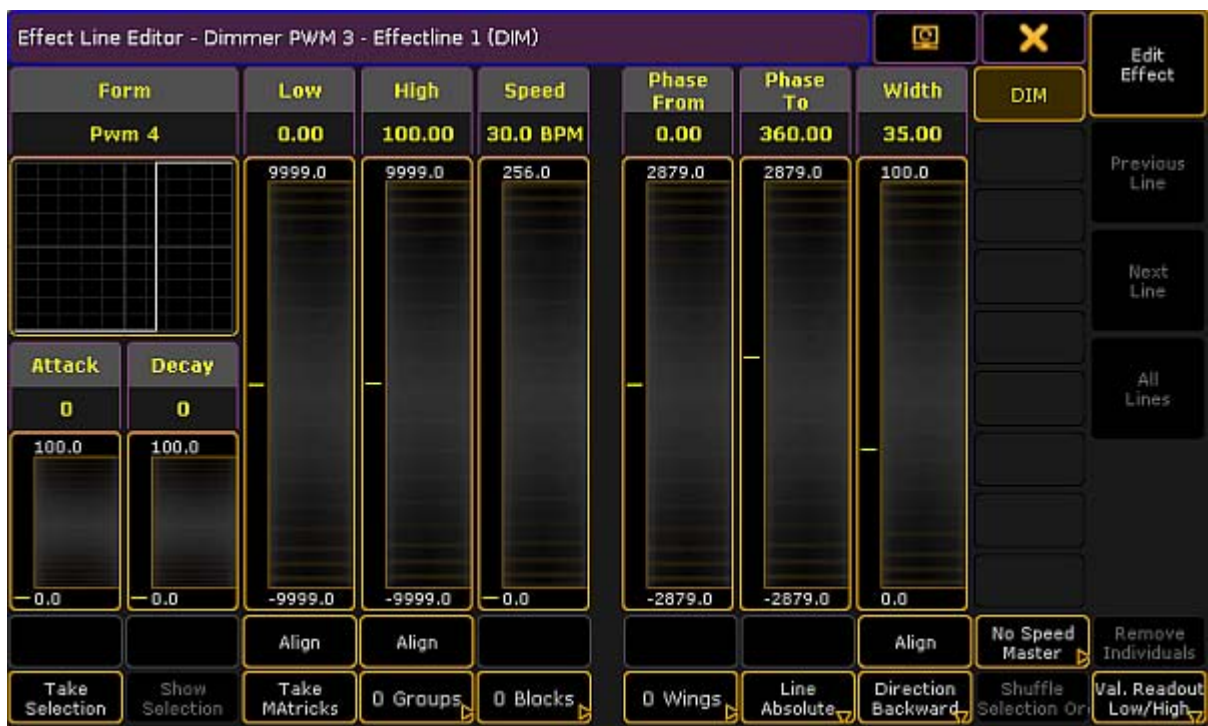 Effect Line Editor - Dimmer PWM 3 - Effectline 1 (DIM)
Edit
Effect
Form
Low
High
Speed
Phase
From
Phase
To
Width
DIM
Pwm 4
0.00
100.00
30.0 BPM
0.00
360.00
35.00
9999.0
9999.0
256.0
2879.0
2879.0
100.0
Previous
Line
Next
Line
All
Lines
Attack
Decay
0
0
100.0
100.0
0.0
0.0
-9999.0
-9999.0
0.0
-2879.0
-2879.0
0.0
Align
Align
Align
No Speed
Master
Remove
Individuals
Take
Selection
Show
Selection
Take
MAtricks
0 Groups
0 Blocks
0 Wings
Line
Absolute
Direction
Backward
Shuffle
Selection Or
Val. Readout
Low/High